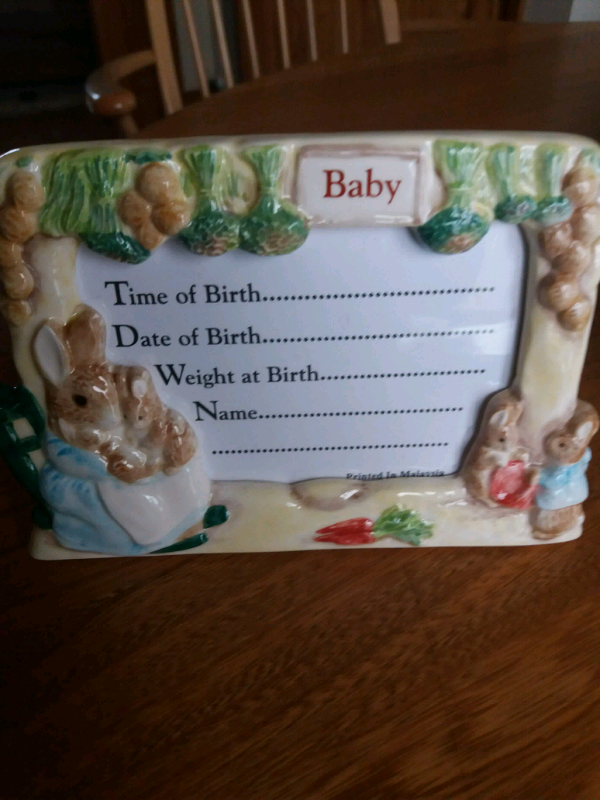 Baby
Time of Birth................................................
Date of Birth................................................
Weight at Birth..................................
Name..........................................
................................................
Printed In Malaysia